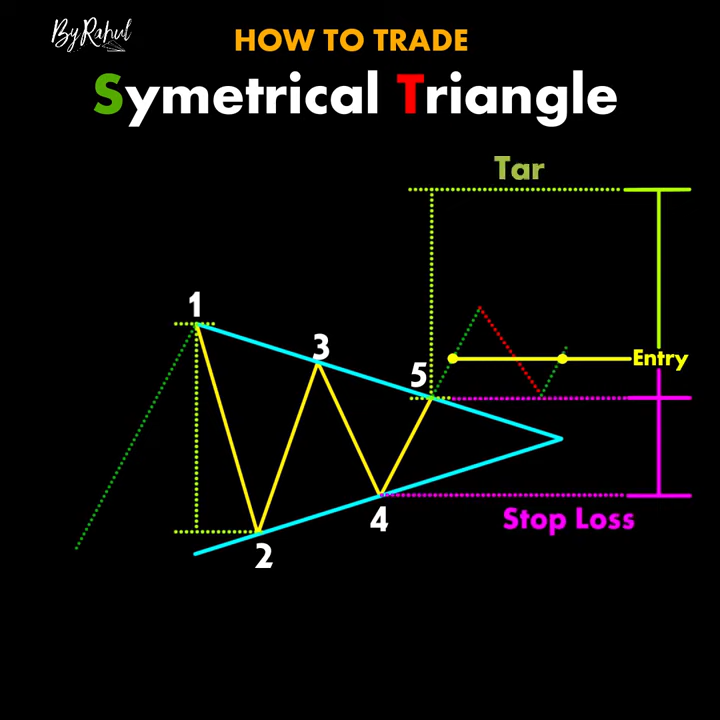 ByRahul
HOW TO TRADE
Symetrical Triangle
Tar
1
3
5
Entry
4
Stop Loss
2